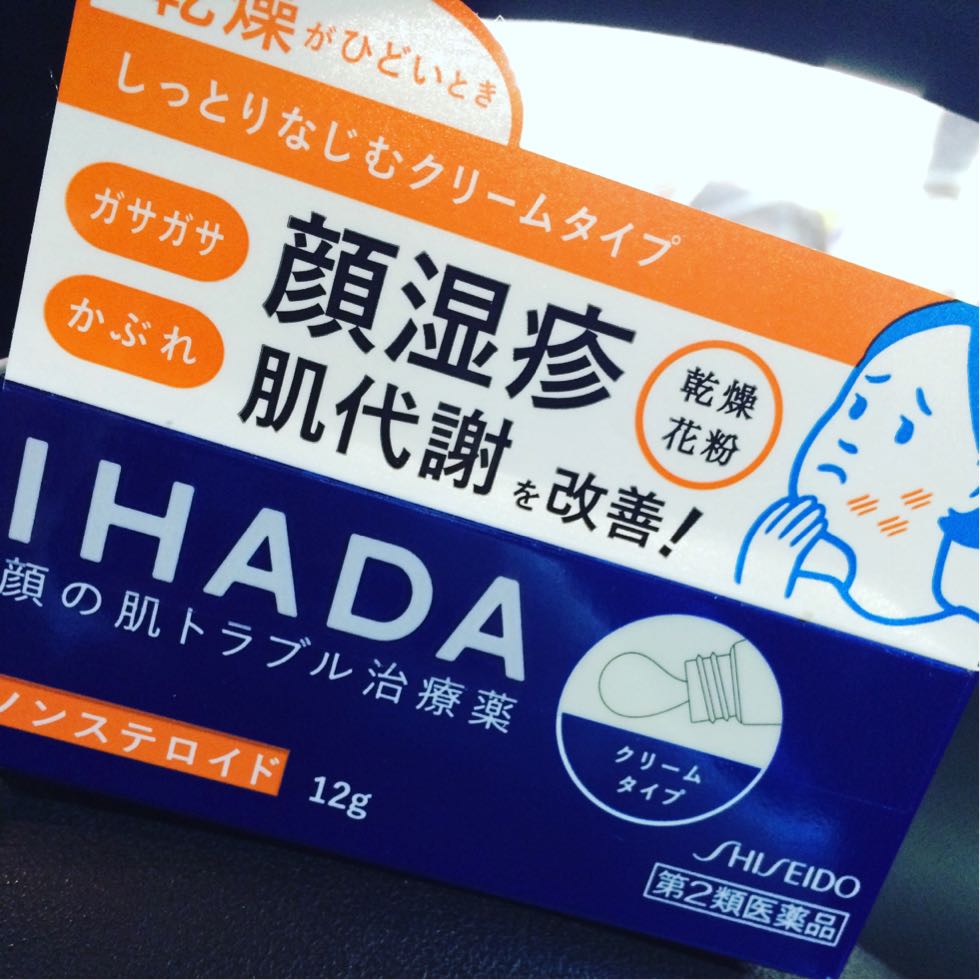 乾燥がひどいとき
しっとりなじむクリームタイプ
ガサガサ
かぶれ
顔湿疹
肌代謝を改善!
乾燥
花粉
IHADA
顔の肌トラブル治療薬
ノンステロイド
12g
クリーム
タイプ
SHISEIDO
第2類医薬品